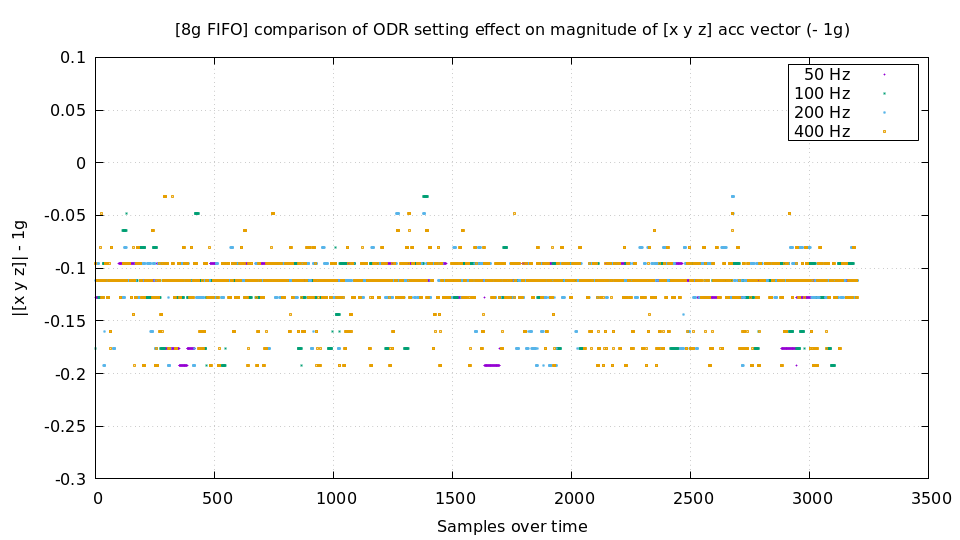 [8g FIFO] comparison of ODR setting effect on magnitude of [x y z] acc vector (- 1g)
0.1
50 Hz
100 Hz
200 Hz
400 Hz
0.05
0
-0.05
-0.1
-0.15
-0.2
-0.25
-0.3
|[x y z]| - 1g
0 500 1000 1500 2000 2500 3000 3500
Samples over time